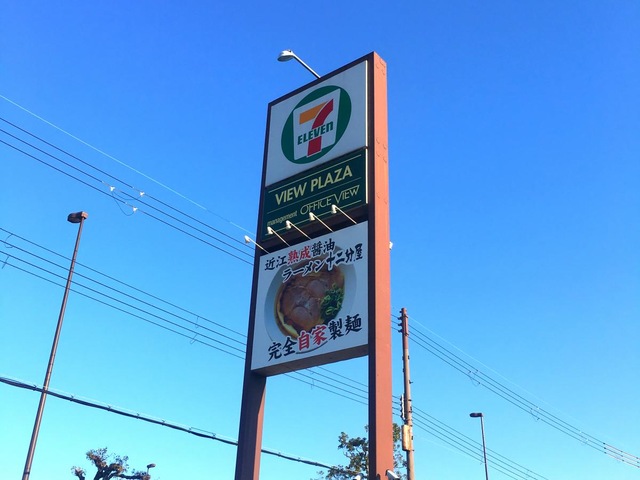 7
ELEVEn
VIEW PLAZA
management OFFICE VIEW
近江熟成醤油
ラーメン十二分屋
完全自家製麺